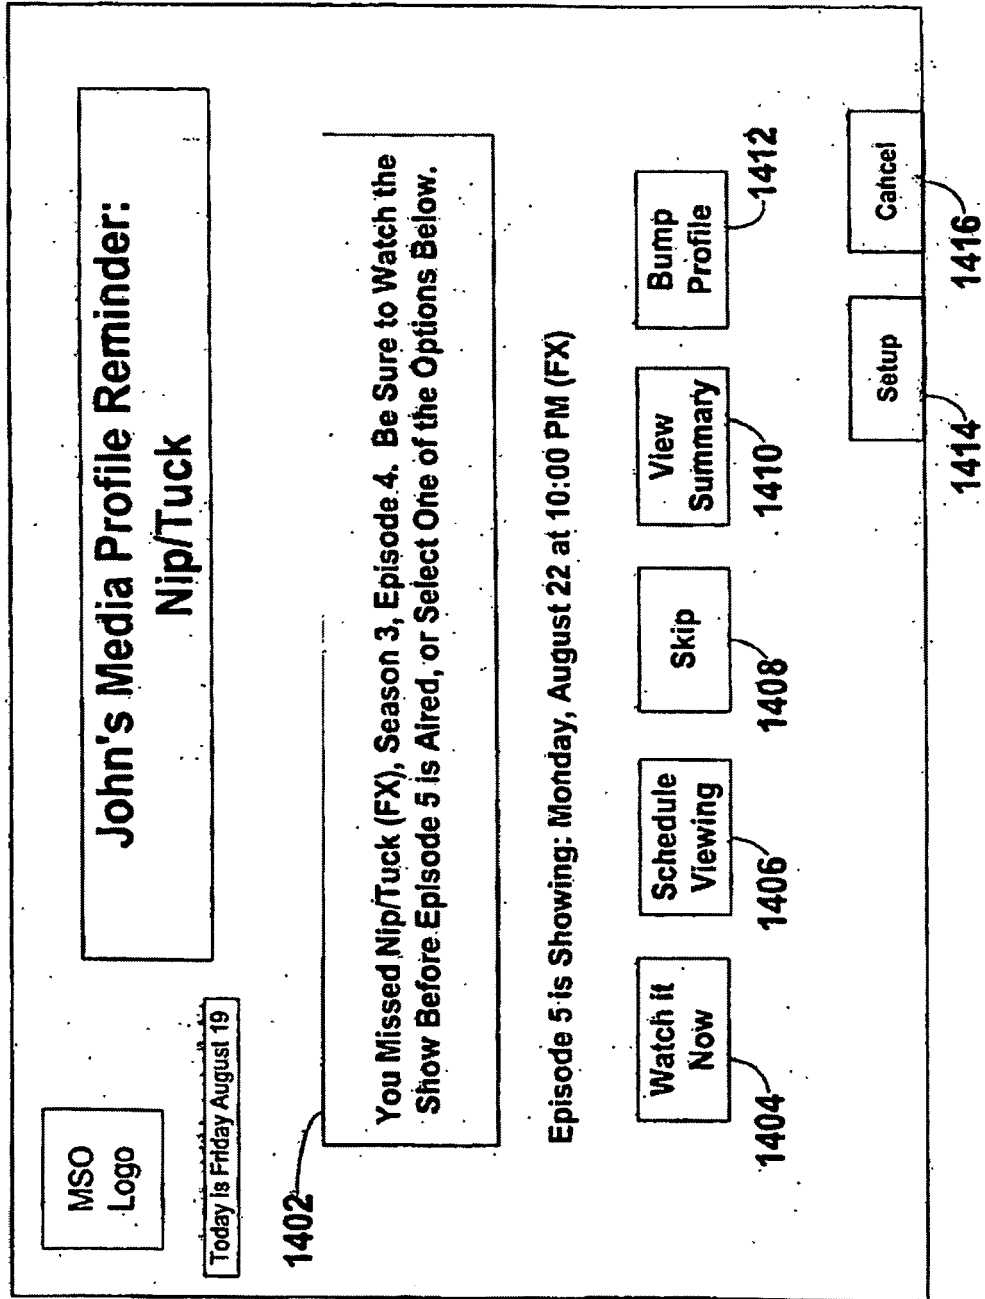 MSO
Logo
John's Media Profile Reminder:
Nip/Tuck
Today is Friday August 19
1402
You Missed Nip/Tuck (FX), Season 3, Episode 4. Be Sure to Watch the
Show Before Episode 5 is Aired, or Select One of the Options Below.
Episode 5 is Showing: Monday, August 22 at 10:00 PM (FX)
Watch it
Now
Schedule
Viewing
Skip
View
Summary
Bump
Profile
1404
1406
1408
1410
1412
Setup
Cancel
1414
1416